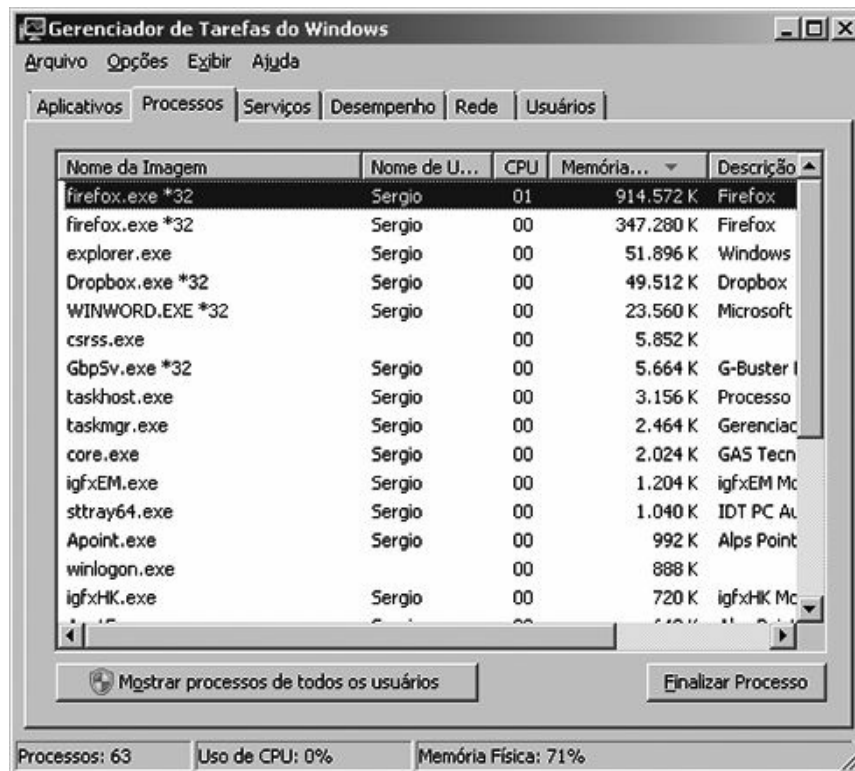 Gerenciador de Tarefas do Windows
Arquivo Opções Exibir Ajuda
Aplicativos Processos Serviços Desempenho Rede Usuários
Nome da Imagem Nome de U... CPU Memória... Descrição
firefox.exe *32 Sergio 01 914.572 K Firefox
firefox.exe *32 Sergio 00 347.280 K Firefox
explorer.exe Sergio 00 51.896 K Windows
Dropbox.exe *32 Sergio 00 49.512 K Dropbox
WINWORD.EXE *32 Sergio 00 23.560 K Microsoft
csrss.exe 00 5.852 K
GbpSv.exe *32 Sergio 00 5.664 K G-Buster
taskhost.exe Sergio 00 3.156 K Processo
taskmgr.exe Sergio 00 2.464 K Gerenciac
core.exe Sergio 00 2.024 K GAS Tecn
igfxEM.exe Sergio 00 1.204 K igfxEM Mo
sttray64.exe Sergio 00 1.040 K IDT PC Au
Apoint.exe Sergio 00 992 K Alps Point
winlogon.exe 00 888 K
igfxHK.exe Sergio 00 720 K igfxHK Mo
Mostrar processos de todos os usuários Finalizar Processo
Processos: 63 Uso de CPU: 0% Memória Física: 71%